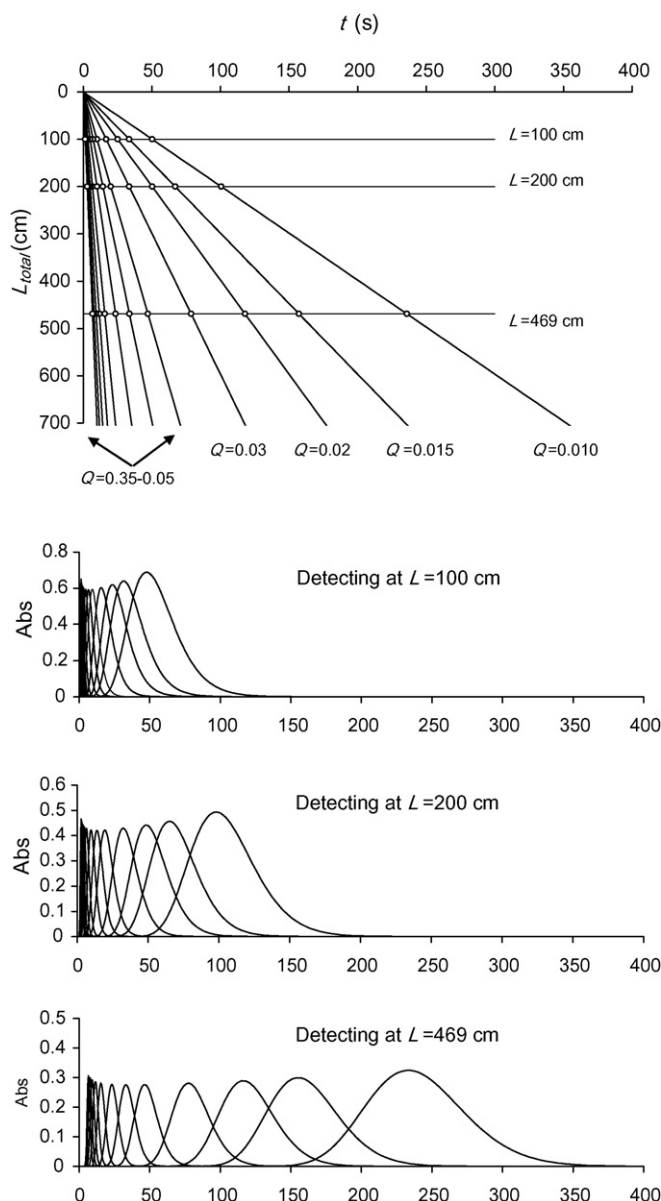 t (s)
0 50 100 150 200 250 300 350 400
0
100
200
300
400
500
600
700
L_total (cm)
L=100 cm
L=200 cm
L=469 cm
Q=0.35-0.05
Q=0.03
Q=0.02
Q=0.015
Q=0.010
Detecting at L=100 cm
Abs
0.8
0.6
0.4
0.2
0
0 50 100 150 200 250 300 350 400
Detecting at L=200 cm
Abs
0.6
0.5
0.4
0.3
0.2
0.1
0
0 50 100 150 200 250 300 350 400
Detecting at L=469 cm
Abs
0.5
0.4
0.3
0.2
0.1
0
0 50 100 150 200 250 300 350 400